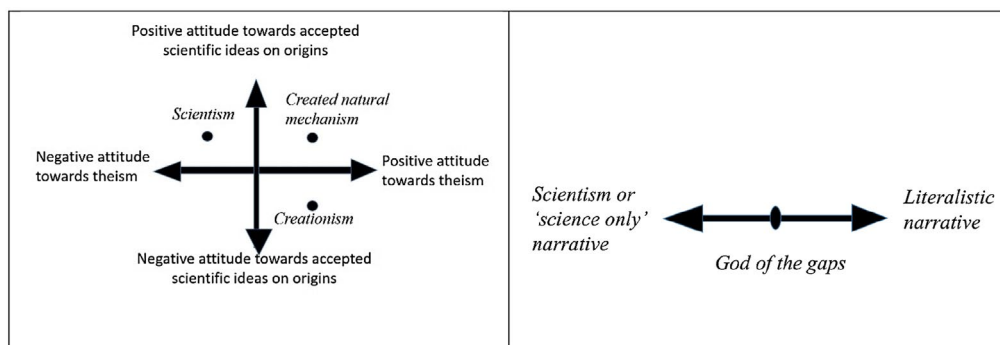 Positive attitude towards accepted
scientific ideas on origins
Scientism
Created natural
mechanism
Negative attitude
towards theism
Positive attitude
towards theism
Creationism
Negative attitude towards accepted
scientific ideas on origins
Scientism or
‘science only’
narrative
Literalistic
narrative
God of the gaps